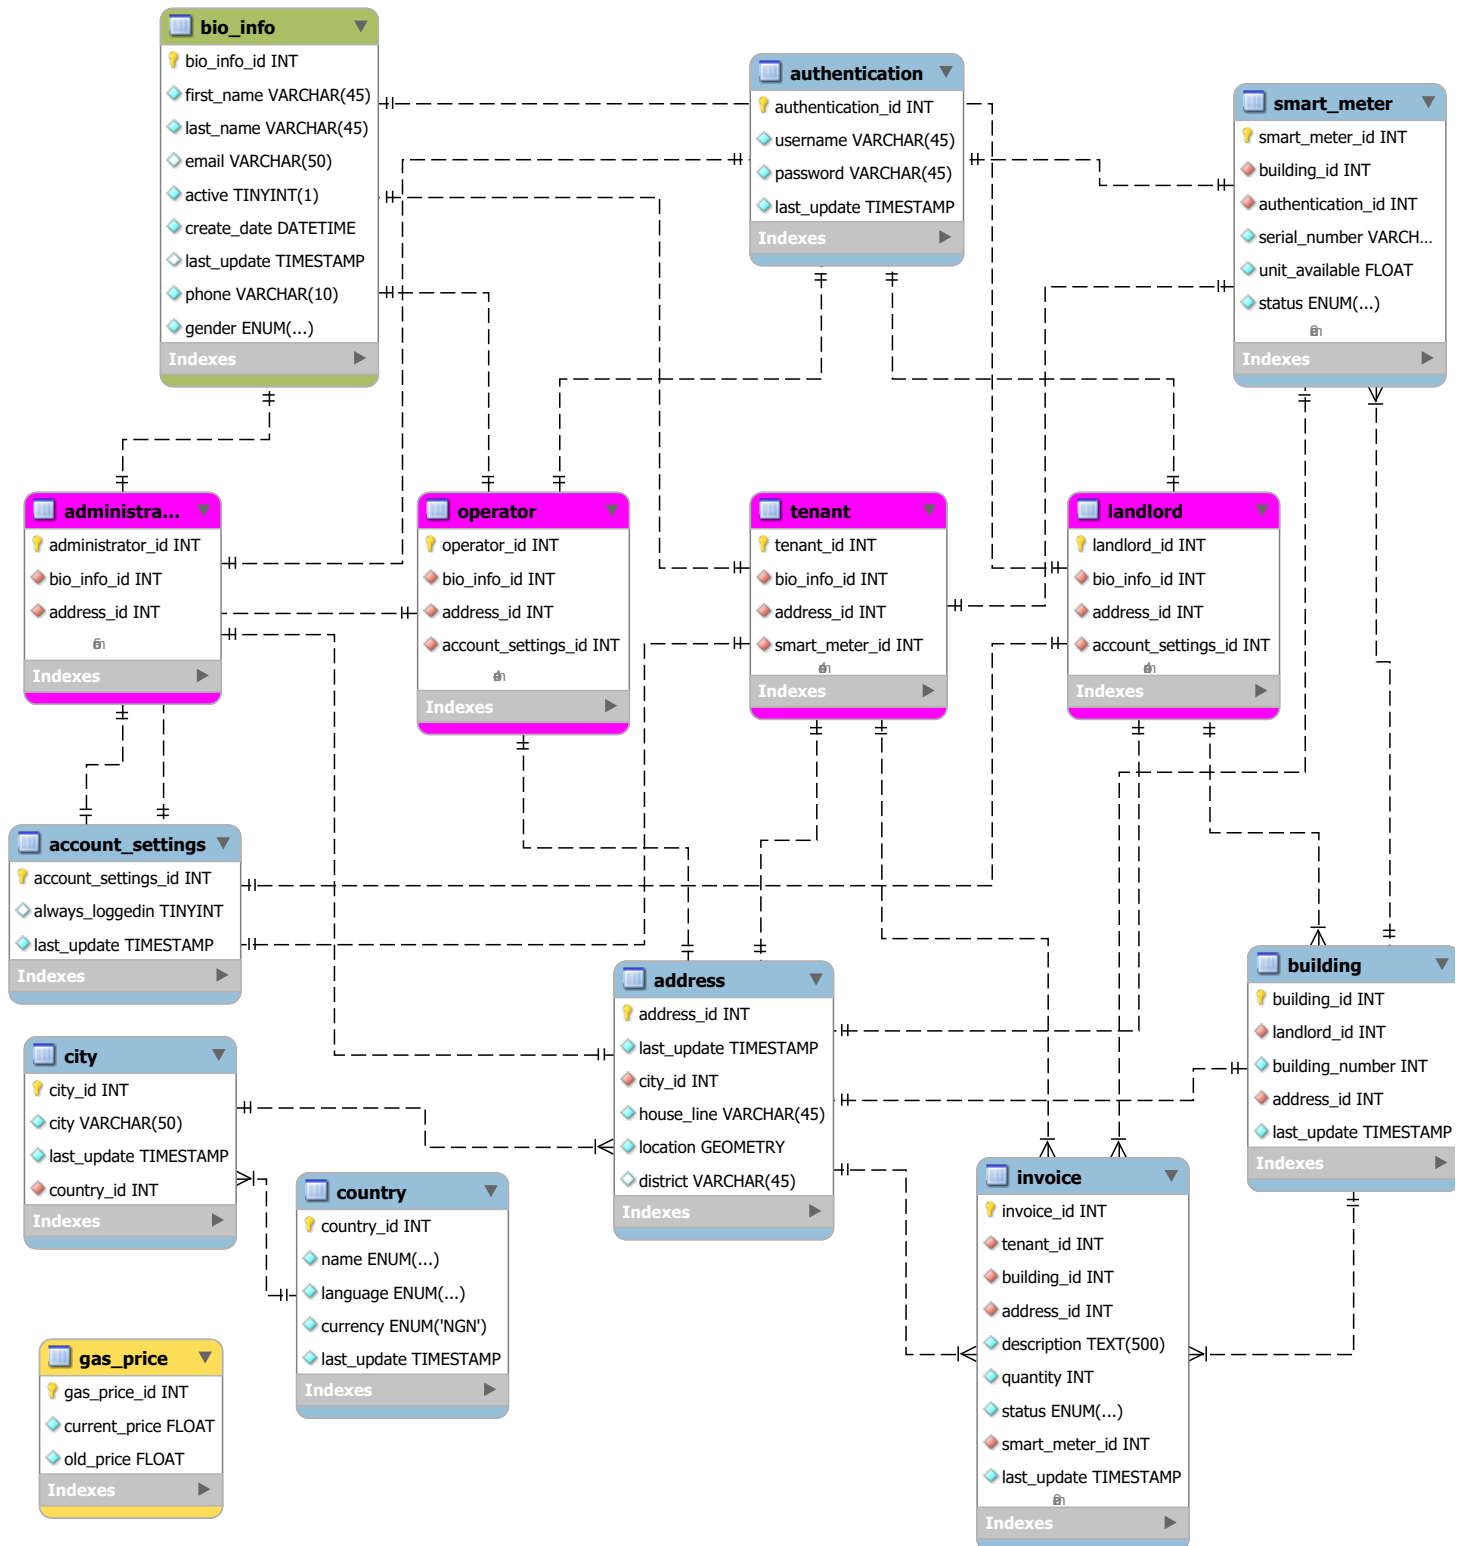 bio_info
bio_info_id INT
first_name VARCHAR(45)
last_name VARCHAR(45)
email VARCHAR(50)
active TINYINT(1)
create_date DATETIME
last_update TIMESTAMP
phone VARCHAR(10)
gender ENUM(...)
Indexes
authentication
authentication_id INT
username VARCHAR(45)
password VARCHAR(45)
last_update TIMESTAMP
Indexes
smart_meter
smart_meter_id INT
building_id INT
authentication_id INT
serial_number VARCH...
unit_available FLOAT
status ENUM(...)
Indexes
administra...
administrator_id INT
bio_info_id INT
address_id INT
Indexes
operator
operator_id INT
bio_info_id INT
address_id INT
account_settings_id INT
Indexes
tenant
tenant_id INT
bio_info_id INT
address_id INT
smart_meter_id INT
Indexes
landlord
landlord_id INT
bio_info_id INT
address_id INT
account_settings_id INT
Indexes
account_settings
account_settings_id INT
always_loggedin TINYINT
last_update TIMESTAMP
Indexes
address
address_id INT
last_update TIMESTAMP
city_id INT
house_line VARCHAR(45)
location GEOMETRY
district VARCHAR(45)
Indexes
building
building_id INT
landlord_id INT
building_number INT
address_id INT
last_update TIMESTAMP
Indexes
city
city_id INT
city VARCHAR(50)
last_update TIMESTAMP
country_id INT
Indexes
country
country_id INT
name ENUM(...)
language ENUM(...)
currency ENUM('NGN')
last_update TIMESTAMP
Indexes
invoice
invoice_id INT
tenant_id INT
building_id INT
address_id INT
description TEXT(500)
quantity INT
status ENUM(...)
smart_meter_id INT
last_update TIMESTAMP
Indexes
gas_price
gas_price_id INT
current_price FLOAT
old_price FLOAT
Indexes